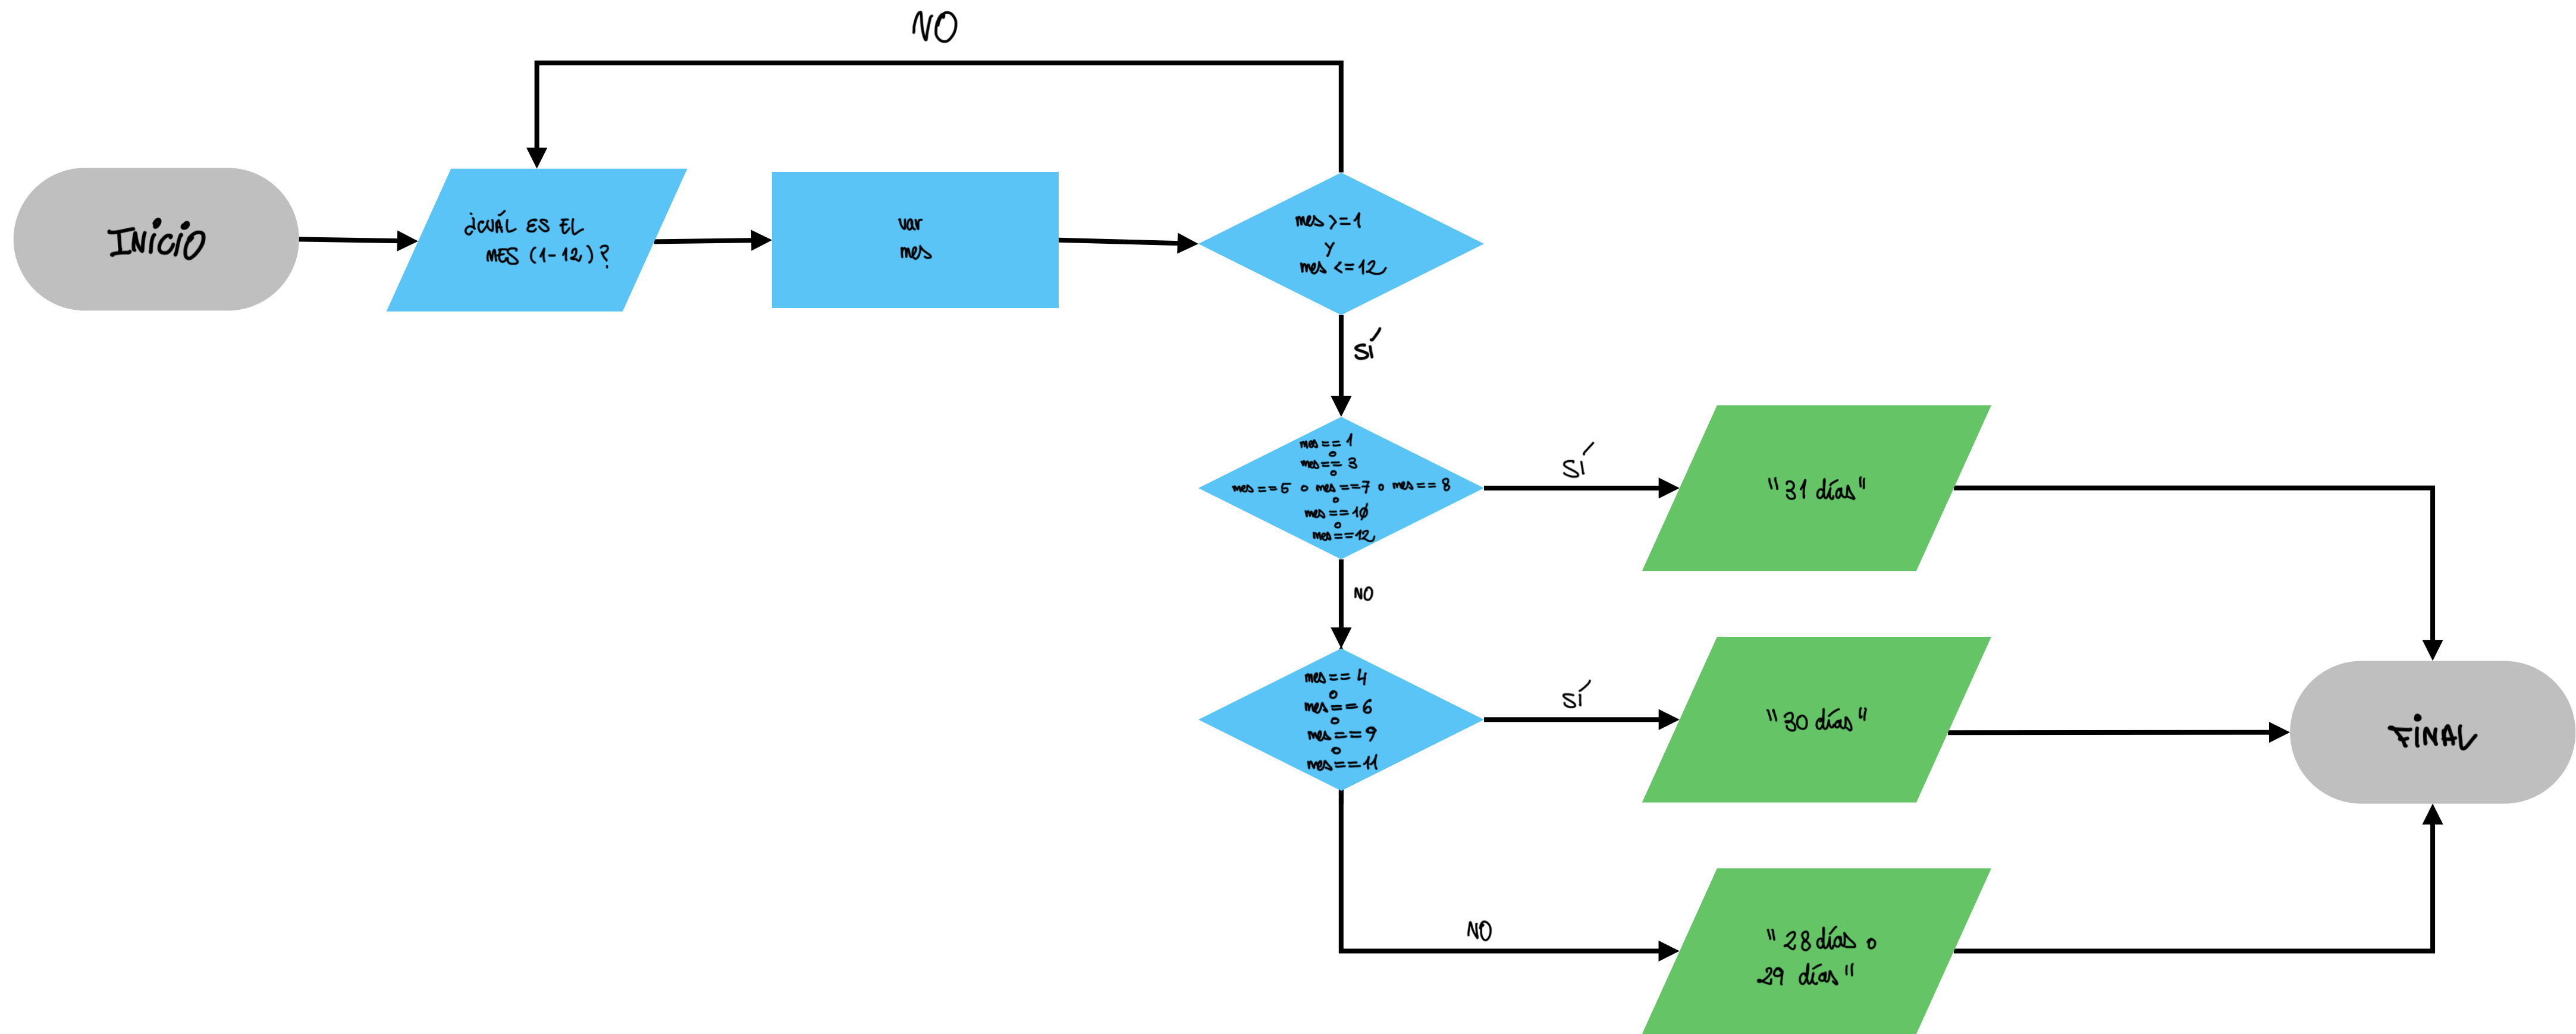 NO
INICIO
¿CUÁL ES EL
MES (1-12)?
var
mes
mes >=1
y
mes <=12
SÍ
mes== 1
o
mes== 3
o
mes==5 o mes==7 o mes== 8
o
mes ==10
o
mes==12
SÍ
"31 días"
NO
mes== 4
o
mes== 6
o
mes==9
o
mes==11
SÍ
"30 días"
FINAL
NO
"28 días o
29 días"